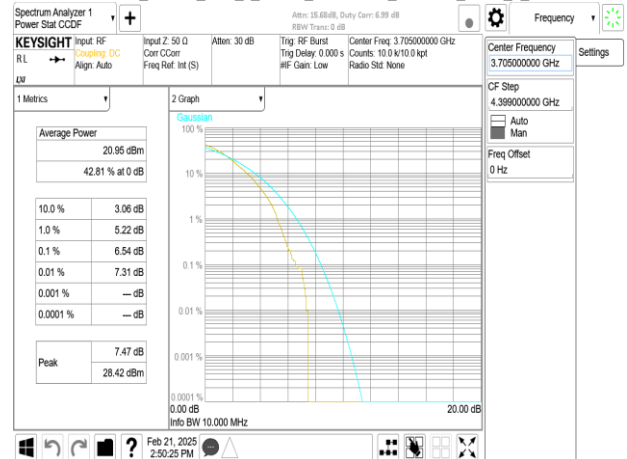 Spectrum Analyzer 1
Power Stat CCDF
Attn: 15.68dB, Duty Corr: 6.99 dB
RBW Trans: 0 dB
Frequency
KEYSIGHT
RL
LXI
Input: RF
Coupling: DC
Align: Auto
Input Z: 50 Ω
Corr CCorr
Freq Ref: Int (S)
Atten: 30 dB
Trig: RF Burst
Trig Delay: 0.000 s
#IF Gain: Low
Center Freq: 3.705000000 GHz
Counts: 10.0 k/10.0 kpt
Radio Std: None
Center Frequency
3.705000000 GHz
Settings
CF Step
4.399000000 GHz
Auto
Man
Freq Offset
0 Hz
1 Metrics
Average Power
20.95 dBm
42.81 % at 0 dB
10.0 % 3.06 dB
1.0 % 5.22 dB
0.1 % 6.54 dB
0.01 % 7.31 dB
0.001 % --- dB
0.0001 % --- dB
Peak
7.47 dB
28.42 dBm
2 Graph
Gaussian
100 %
10 %
1 %
0.1 %
0.01 %
0.001 %
0.0001 %
0.00 dB 20.00 dB
Info BW 10.000 MHz
?
Feb 21, 2025
2:50:25 PM